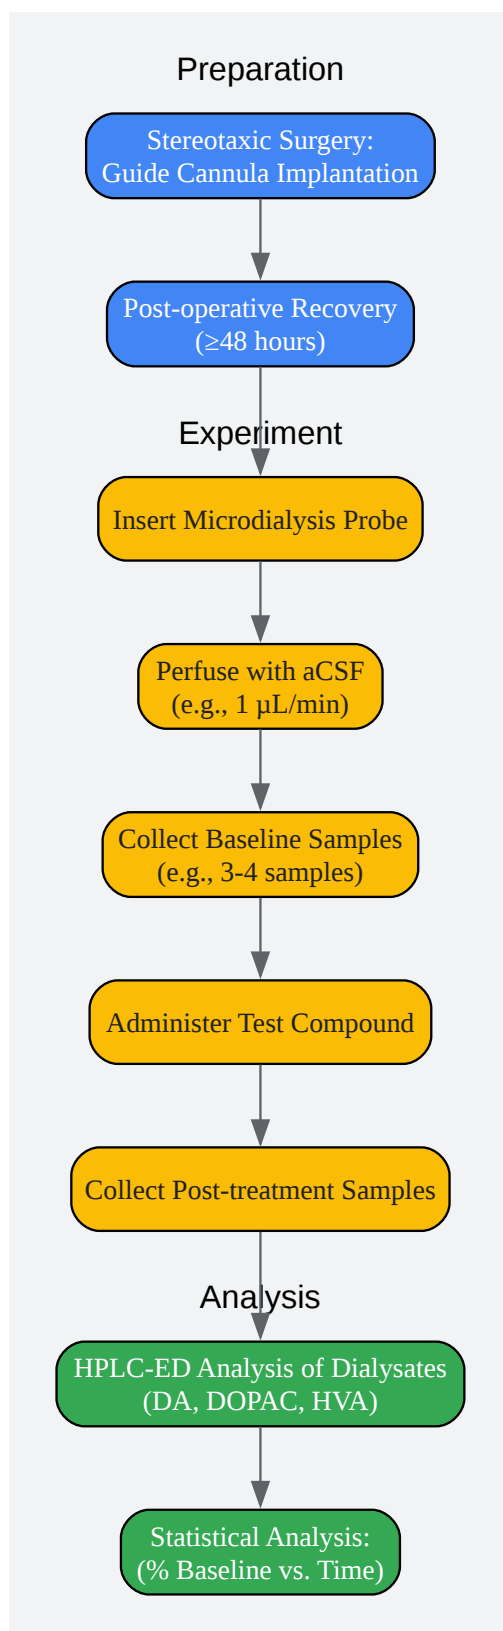 Preparation
Stereotaxic Surgery:
Guide Cannula Implantation
Post-operative Recovery
(≥48 hours)
Experiment
Insert Microdialysis Probe
Perfuse with aCSF
(e.g., 1 µL/min)
Collect Baseline Samples
(e.g., 3-4 samples)
Administer Test Compound
Collect Post-treatment Samples
Analysis
HPLC-ED Analysis of Dialysates
(DA, DOPAC, HVA)
Statistical Analysis:
(% Baseline vs. Time)